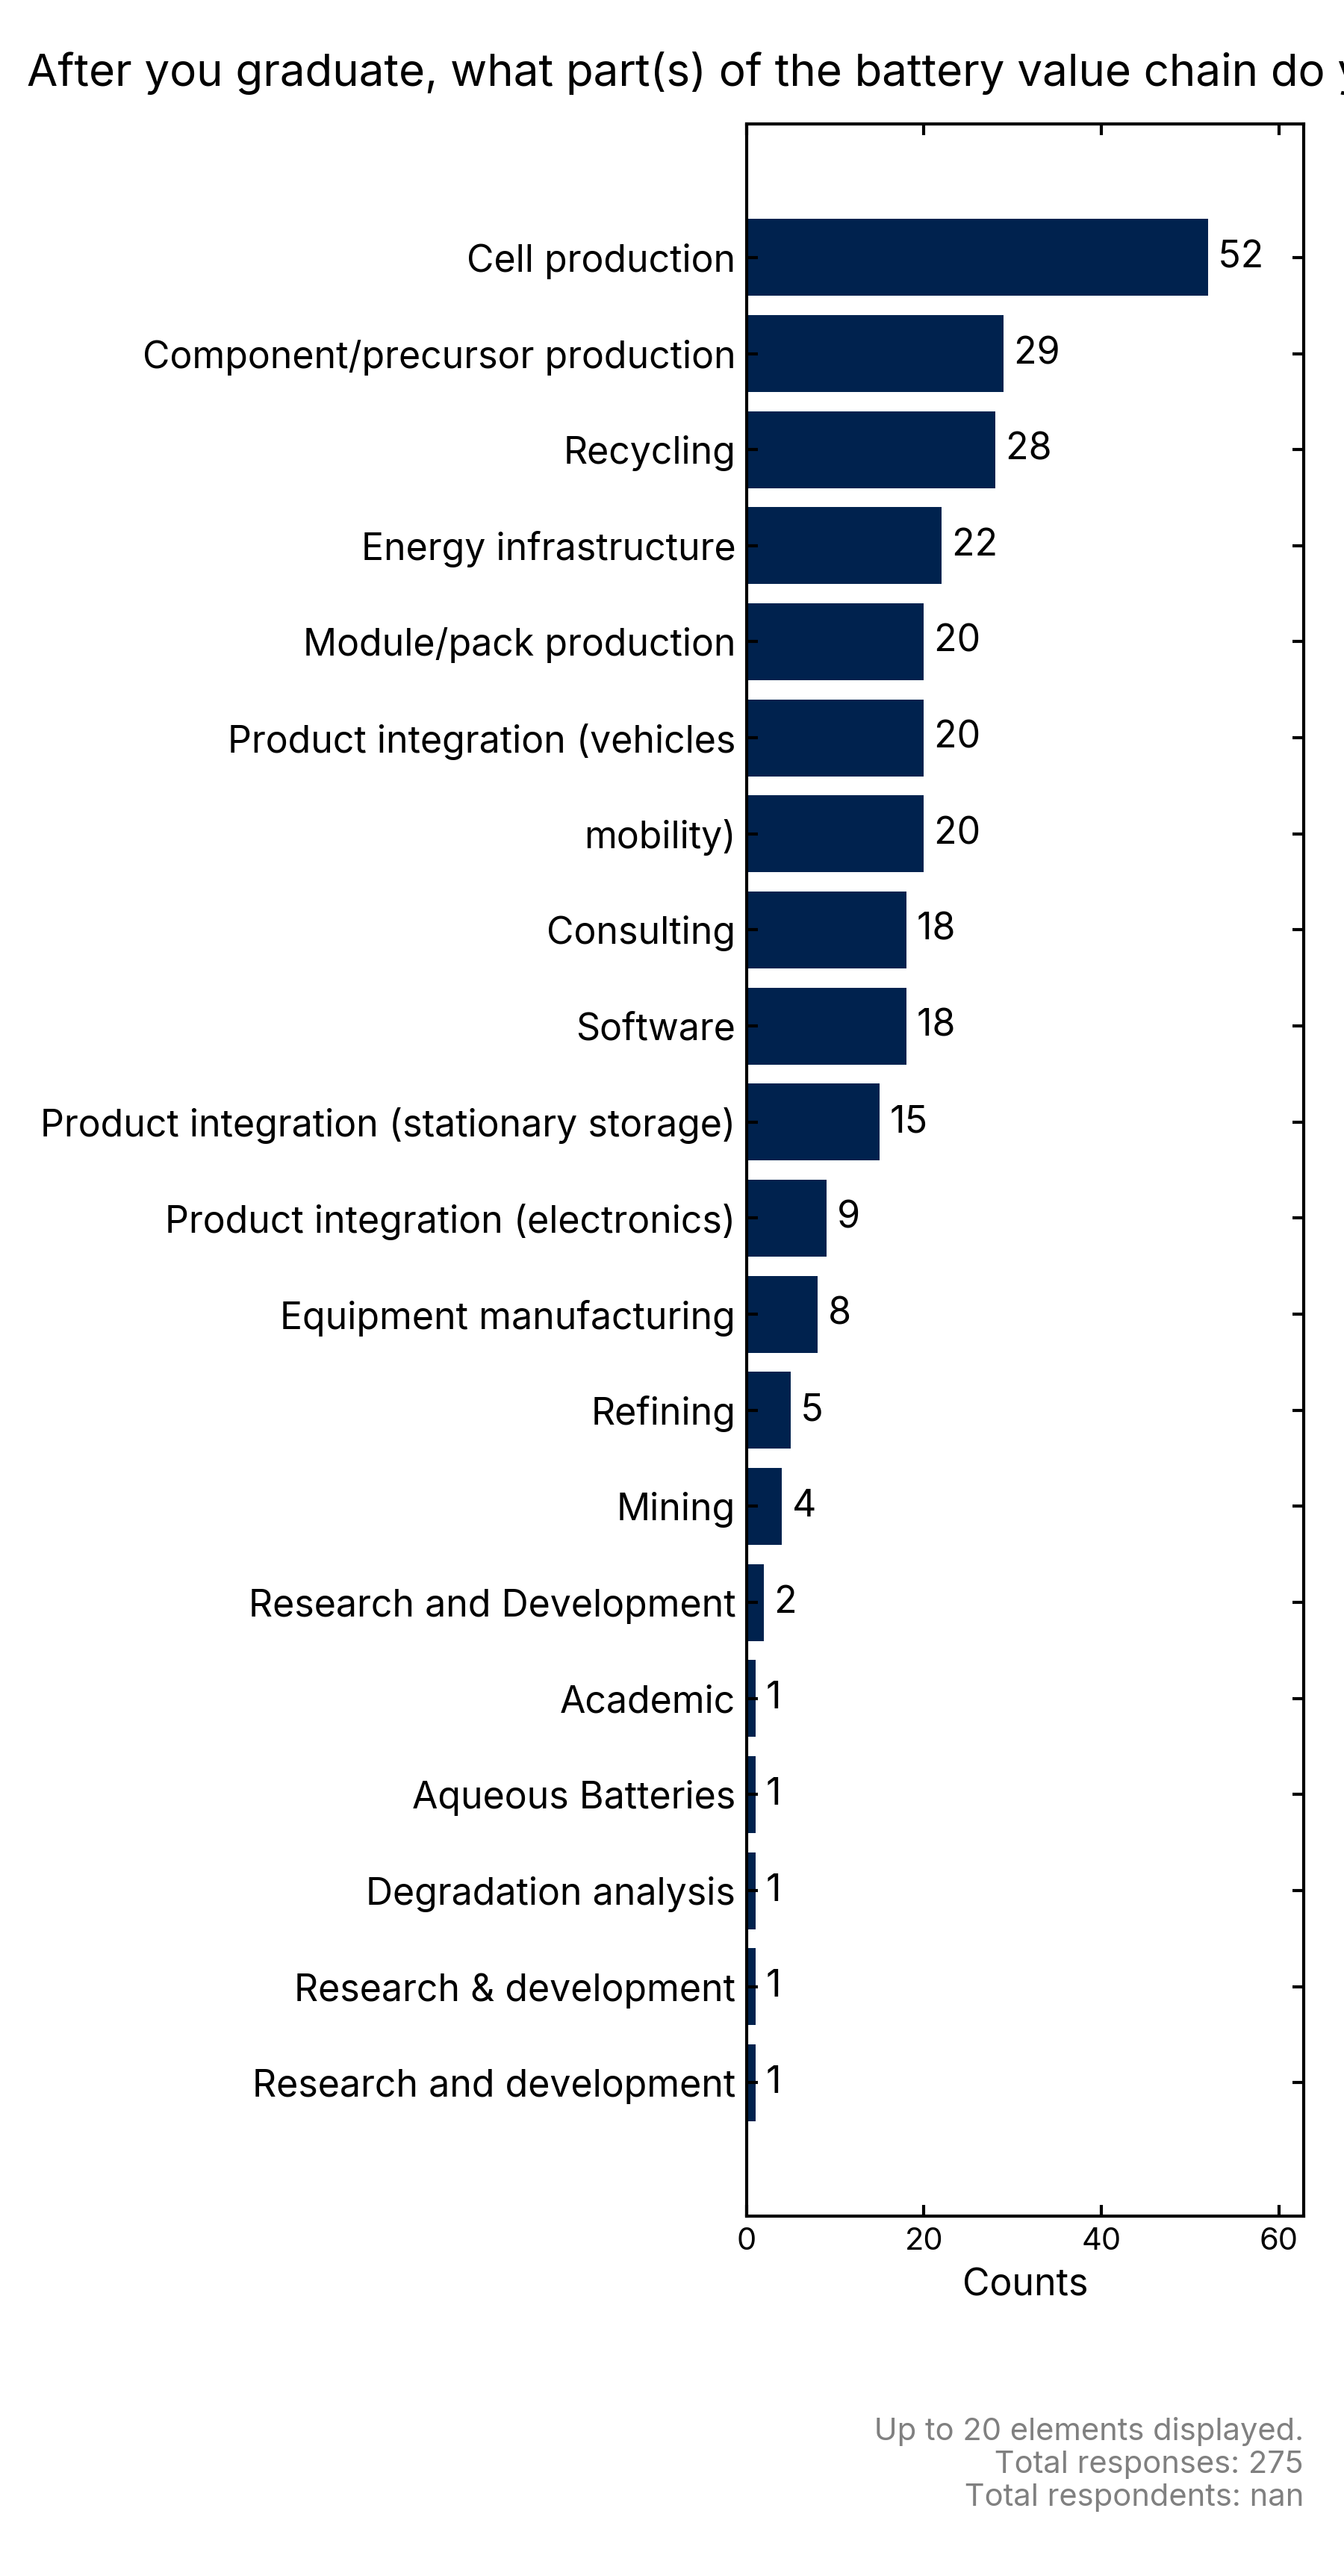 After you graduate, what part(s) of the battery value chain do
Cell production 52
Component/precursor production 29
Recycling 28
Energy infrastructure 22
Module/pack production 20
Product integration (vehicles 20
mobility) 20
Consulting 18
Software 18
Product integration (stationary storage) 15
Product integration (electronics) 9
Equipment manufacturing 8
Refining 5
Mining 4
Research and Development 2
Academic 1
Aqueous Batteries 1
Degradation analysis 1
Research & development 1
Research and development 1
0 20 40 60
Counts
Up to 20 elements displayed.
Total responses: 275
Total respondents: nan